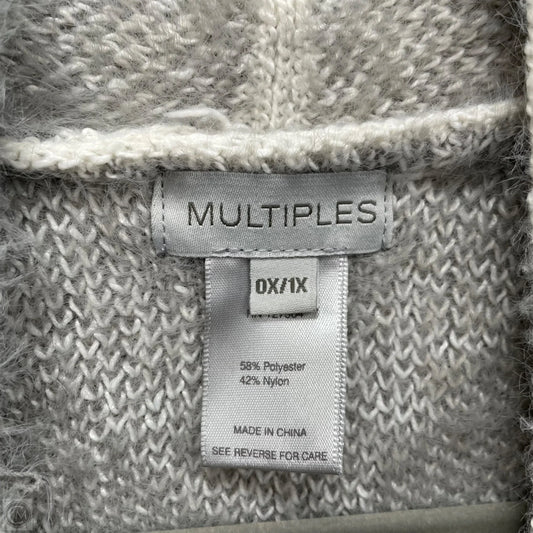 MULTIPLES
0X/1X
58% Polyester
42% Nylon
MADE IN CHINA
SEE REVERSE FOR CARE